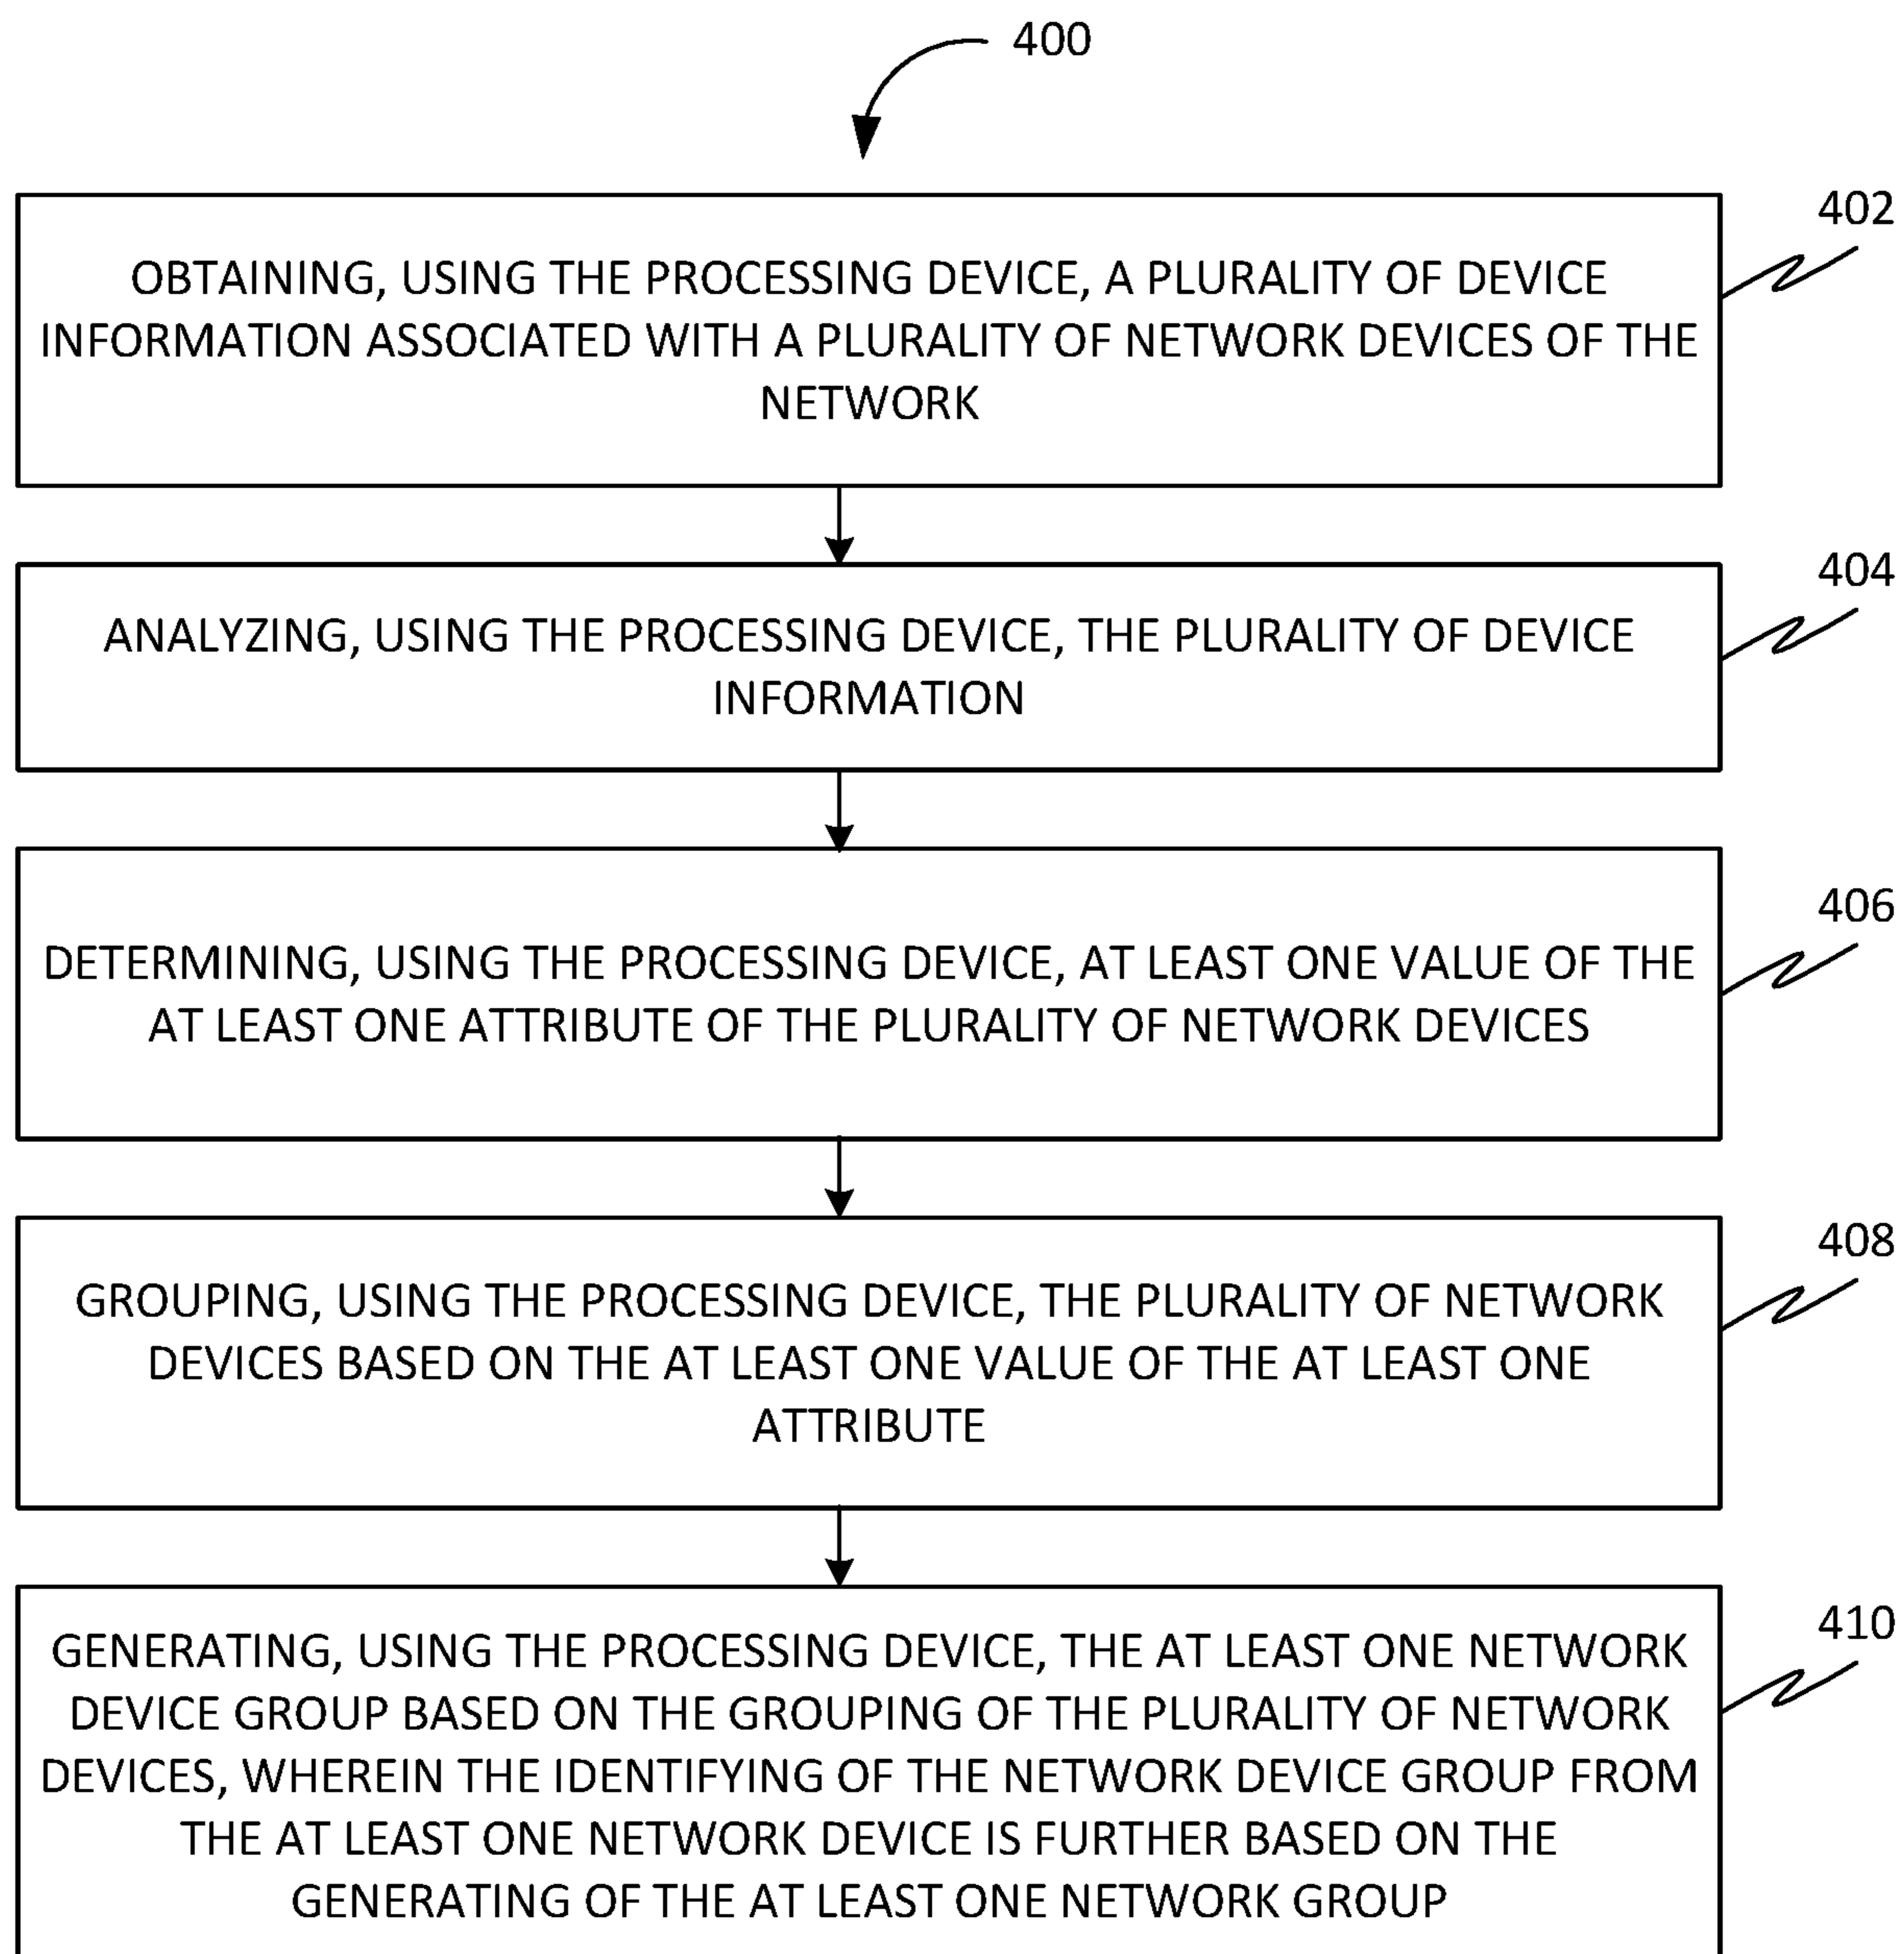 400
402
OBTAINING, USING THE PROCESSING DEVICE, A PLURALITY OF DEVICE
INFORMATION ASSOCIATED WITH A PLURALITY OF NETWORK DEVICES OF THE
NETWORK
404
ANALYZING, USING THE PROCESSING DEVICE, THE PLURALITY OF DEVICE
INFORMATION
406
DETERMINING, USING THE PROCESSING DEVICE, AT LEAST ONE VALUE OF THE
AT LEAST ONE ATTRIBUTE OF THE PLURALITY OF NETWORK DEVICES
408
GROUPING, USING THE PROCESSING DEVICE, THE PLURALITY OF NETWORK
DEVICES BASED ON THE AT LEAST ONE VALUE OF THE AT LEAST ONE
ATTRIBUTE
410
GENERATING, USING THE PROCESSING DEVICE, THE AT LEAST ONE NETWORK
DEVICE GROUP BASED ON THE GROUPING OF THE PLURALITY OF NETWORK
DEVICES, WHEREIN THE IDENTIFYING OF THE NETWORK DEVICE GROUP FROM
THE AT LEAST ONE NETWORK DEVICE IS FURTHER BASED ON THE
GENERATING OF THE AT LEAST ONE NETWORK GROUP